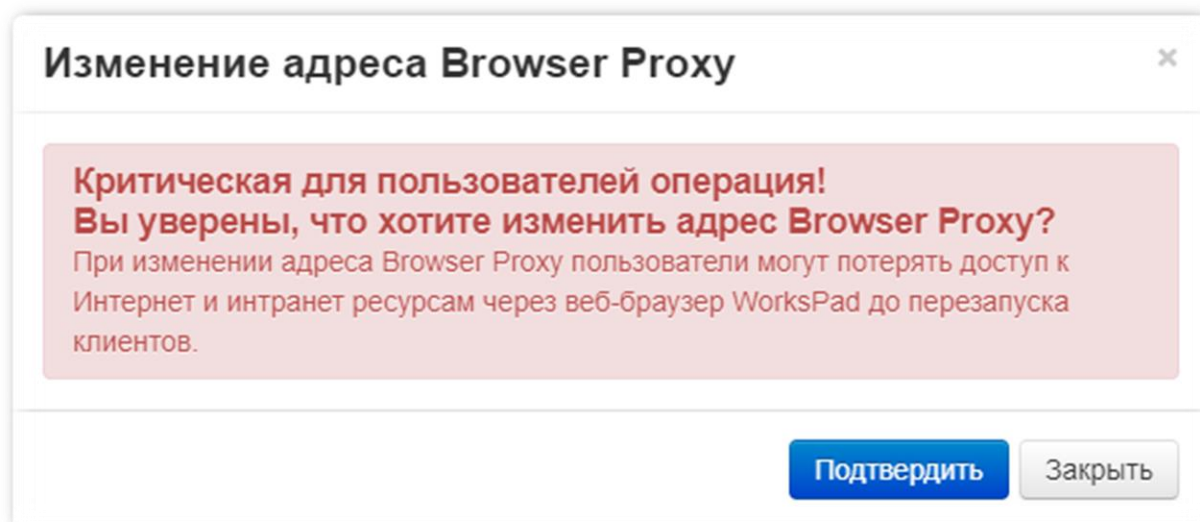 Изменение адреса Browser Proxy
×
Критическая для пользователей операция!
Вы уверены, что хотите изменить адрес Browser Proxy?
При изменении адреса Browser Proxy пользователи могут потерять доступ к
Интернет и интранет ресурсам через веб-браузер WorksPad до перезапуска
клиентов.
Подтвердить
Закрыть